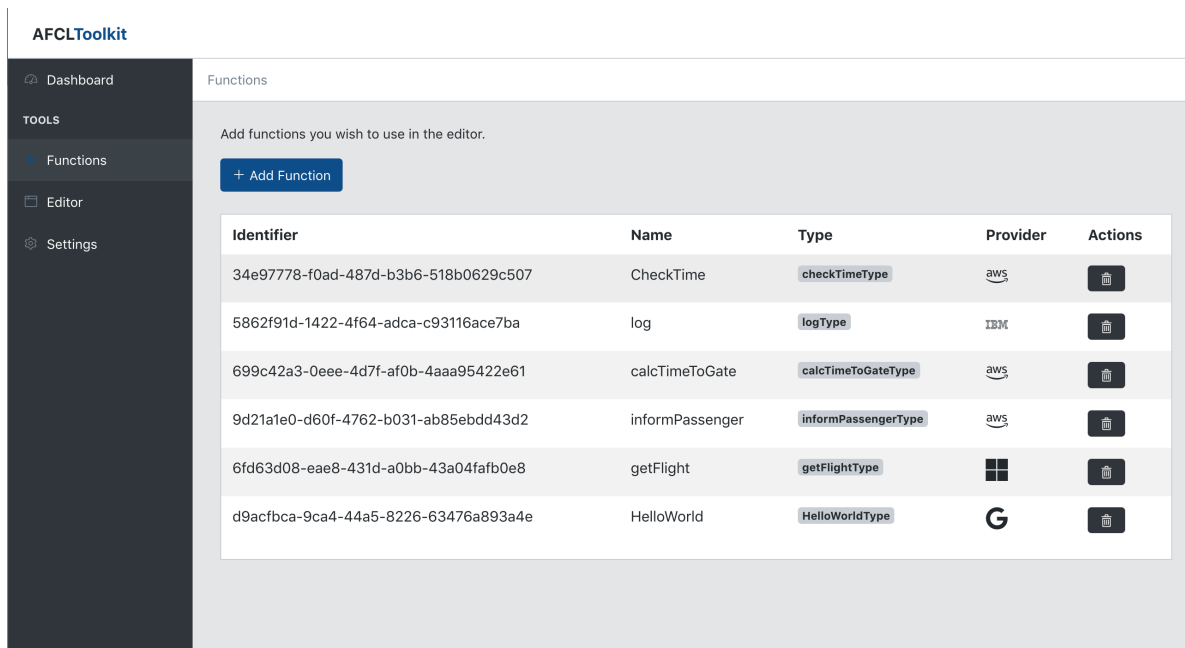 AFCLToolkit
Dashboard
TOOLS
Functions
Editor
Settings
Functions
Add functions you wish to use in the editor.
+ Add Function
Identifier Name Type Provider Actions
34e97778-f0ad-487d-b3b6-518b0629c507 CheckTime checkTimeType aws
5862f91d-1422-4f64-adca-c93116ace7ba log logType IBM
699c42a3-0eee-4d7f-af0b-4aaa95422e61 calcTimeToGate calcTimeToGateType aws
9d21a1e0-d60f-4762-b031-ab85ebdd43d2 informPassenger informPassengerType aws
6fd63d08-eae8-431d-a0bb-43a04fafb0e8 getFlight getFlightType
d9acfbca-9ca4-44a5-8226-63476a893a4e HelloWorld HelloWorldType G